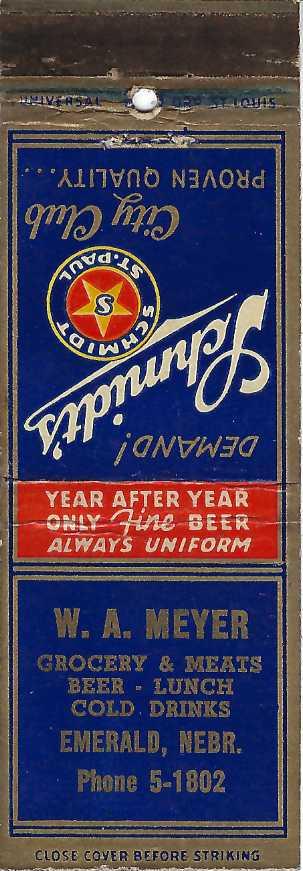 UNIVERSAL CORP ST LOUIS
DEMAND!
Schmidt's
SCHMIDT
S
ST. PAUL
City Club
PROVEN QUALITY....
YEAR AFTER YEAR
ONLY Fine BEER
ALWAYS UNIFORM
W. A. MEYER
GROCERY & MEATS
BEER - LUNCH
COLD DRINKS
EMERALD, NEBR.
Phone 5-1802
CLOSE COVER BEFORE STRIKING